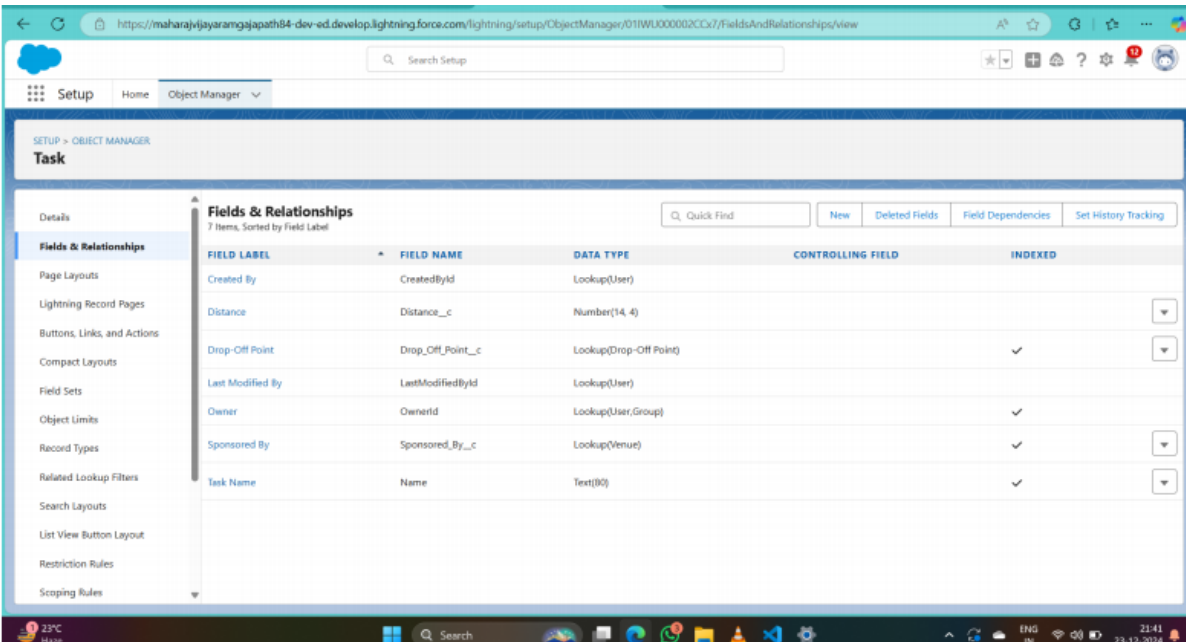 https://maharajvijayaramgajapath84-dev-ed.develop.lightning.force.com/lightning/setup/ObjectManager/01IWU000002CCx7/FieldsAndRelationships/view
Search Setup
12
Setup Home Object Manager
SETUP > OBJECT MANAGER
Task
Details
Fields & Relationships
Page Layouts
Lightning Record Pages
Buttons, Links, and Actions
Compact Layouts
Field Sets
Object Limits
Record Types
Related Lookup Filters
Search Layouts
List View Button Layout
Restriction Rules
Scoping Rules
Fields & Relationships
7 Items, Sorted by Field Label
Quick Find New Deleted Fields Field Dependencies Set History Tracking
FIELD LABEL FIELD NAME DATA TYPE CONTROLLING FIELD INDEXED
Created By CreatedById Lookup(User)
Distance Distance__c Number(14, 4)
Drop-Off Point Drop_Off_Point__c Lookup(Drop-Off Point)
Last Modified By LastModifiedById Lookup(User)
Owner OwnerId Lookup(User,Group)
Sponsored By Sponsored_By__c Lookup(Venue)
Task Name Name Text(80)
23°C
Haze
Search
ENG
IN
21:41
23-12-2024